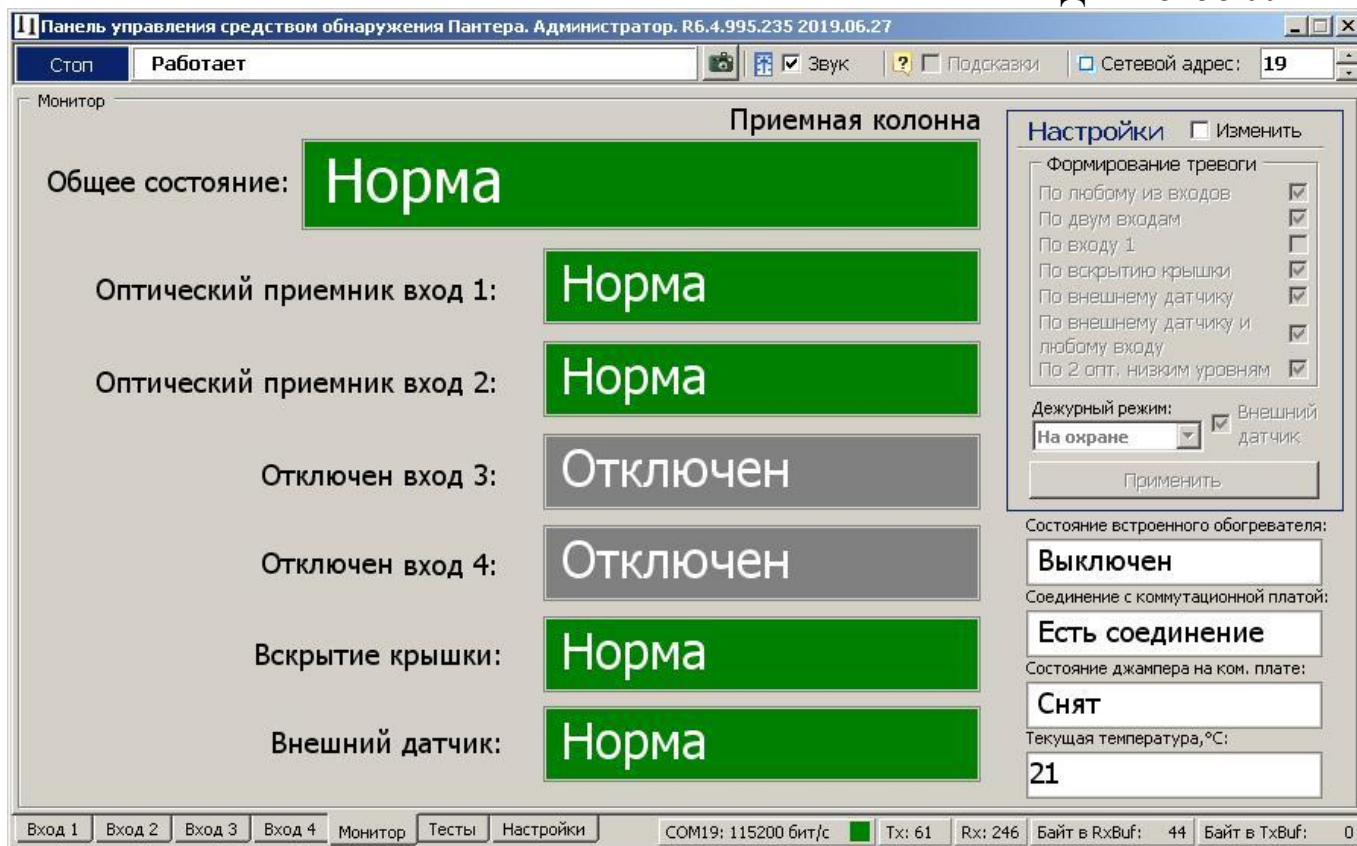 Панель управления средством обнаружения Пантера. Администратор. R6.4.995.235 2019.06.27
Стоп Работает Звук Подсказки Сетевой адрес: 19
Монитор
Приемная колонна
Общее состояние: Норма
Оптический приемник вход 1: Норма
Оптический приемник вход 2: Норма
Отключен вход 3: Отключен
Отключен вход 4: Отключен
Вскрытие крышки: Норма
Внешний датчик: Норма
Настройки Изменить
Формирование тревоги
По любому из входов
По двум входам
По входу 1
По вскрытию крышки
По внешнему датчику
По внешнему датчику и
любому входу
По 2 опт. низким уровням
Дежурный режим:
На охране
Внешний
датчик
Применить
Состояние встроенного обогревателя:
Выключен
Соединение с коммутационной платой:
Есть соединение
Состояние джампера на ком. плате:
Снят
Текущая температура,°C:
21
Вход 1 Вход 2 Вход 3 Вход 4 Монитор Тесты Настройки COM19: 115200 бит/с Tx: 61 Rx: 246 Байт в RxBuf: 44 Байт в TxBuf: 0